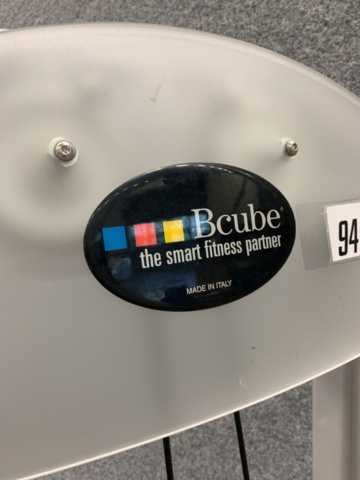 Bcube®
the smart fitness partner
MADE IN ITALY
94